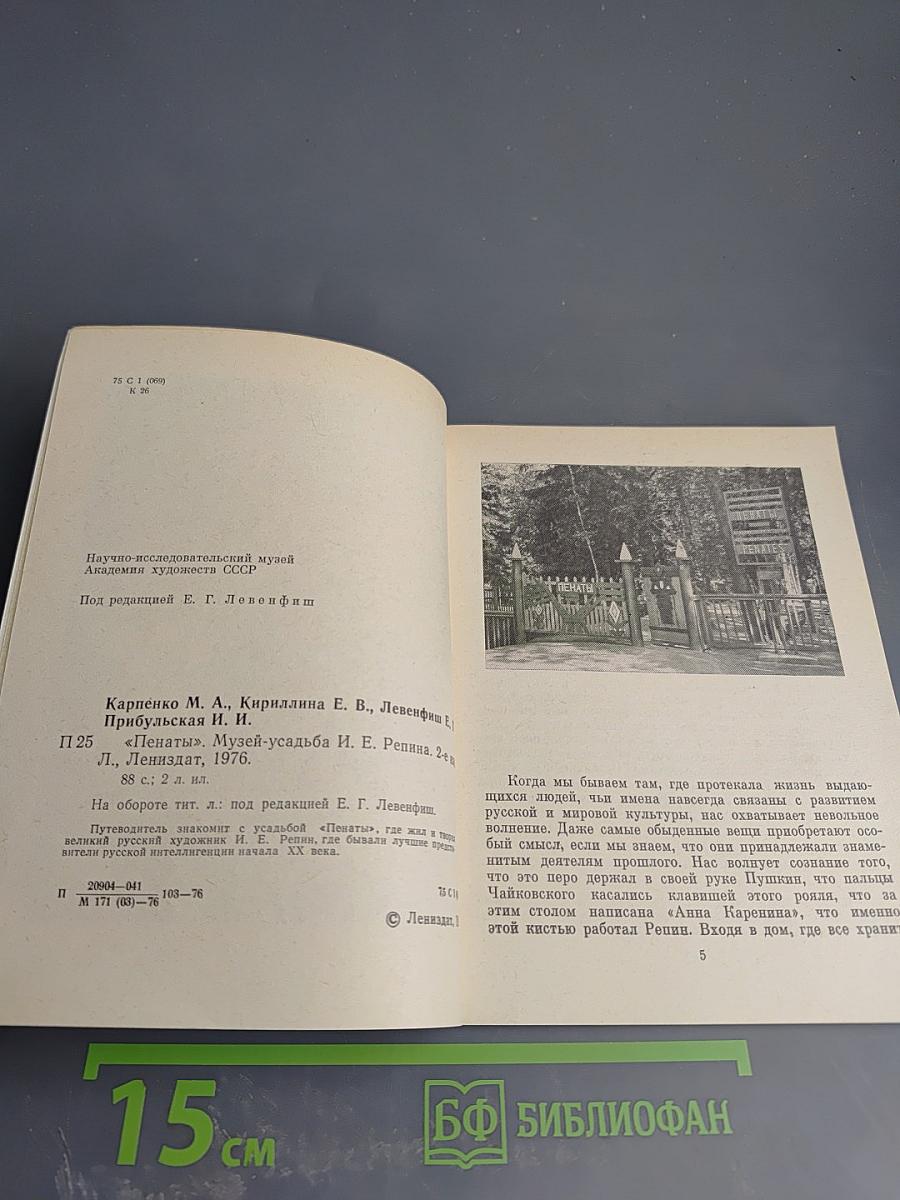 75 С 1 (069)
К 26
Научно-исследовательский музей
Академия художеств СССР
Под редакцией Е. Г. Левенфиш
Карпенко М. А., Кириллина Е. В., Левенфиш Е.
Прибульская И. И.
П 25 «Пенаты». Музей-усадьба И. Е. Репина. 2-е
Л., Лениздат, 1976.
88 с.; 2 л. ил.
На обороте тит. л.: под редакцией Е. Г. Левенфиш.
Путеводитель знакомит с усадьбой «Пенаты», где жил и
великий русский художник И. Е. Репин, где бывали лучшие
вители русской интеллигенции начала XX века.
П 20904—041 103—76
М 171 (03)—76
75 С
© Лениздат,
ПЕНАТЫ
ПЕНАТЫ
PENATES
Когда мы бываем там, где протекала жизнь выдаю-
щихся людей, чьи имена навсегда связаны с развитием
русской и мировой культуры, нас охватывает невольное
волнение. Даже самые обыденные вещи приобретают осо-
бый смысл, если мы знаем, что они принадлежали знаме-
нитым деятелям прошлого. Нас волнует сознание того,
что это перо держал в своей руке Пушкин, что пальцы
Чайковского касались клавишей этого рояля, что за
этим столом написана «Анна Каренина», что именно
этой кистью работал Репин. Входя в дом, где все хранит
5
15 см
БФ БИБЛИОФАН